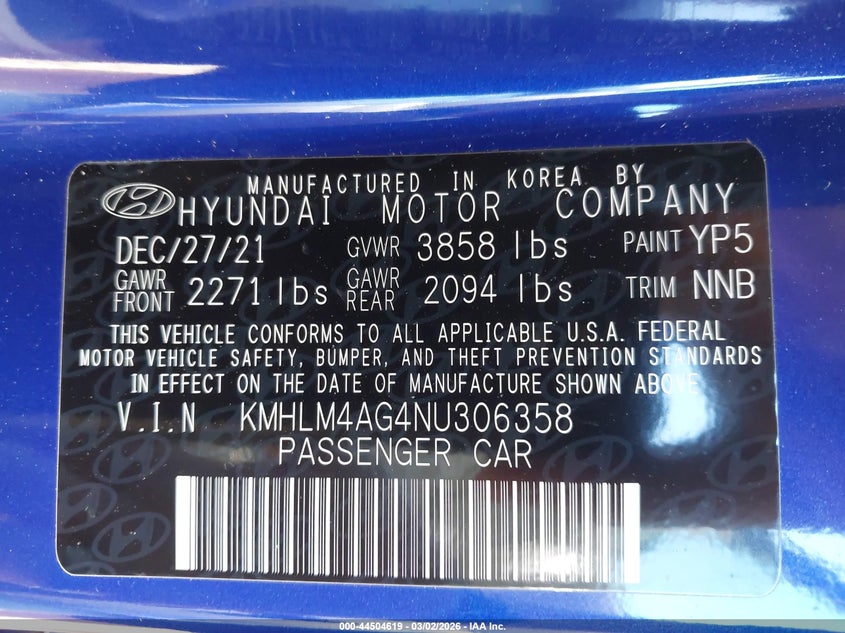 MANUFACTURED IN KOREA BY
HYUNDAI MOTOR COMPANY
DEC/27/21 GVWR 3858 lbs PAINT YP5
GAWR FRONT 2271 lbs GAWR REAR 2094 lbs TRIM NNB
THIS VEHICLE CONFORMS TO ALL APPLICABLE U.S.A. FEDERAL
MOTOR VEHICLE SAFETY, BUMPER, AND THEFT PREVENTION STANDARDS
IN EFFECT ON THE DATE OF MANUFACTURE SHOWN ABOVE
V.I.N KMHLM4AG4NU306358
PASSENGER CAR
000-44504619 - 03/02/2026 - IAA Inc.